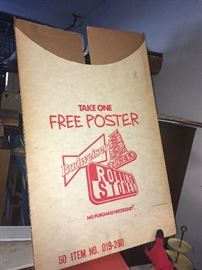 TAKE ONE
FREE POSTER
Budweiser
ROLLING
STONES
NO PURCHASE NECESSARY
50 ITEM NO. 019-290